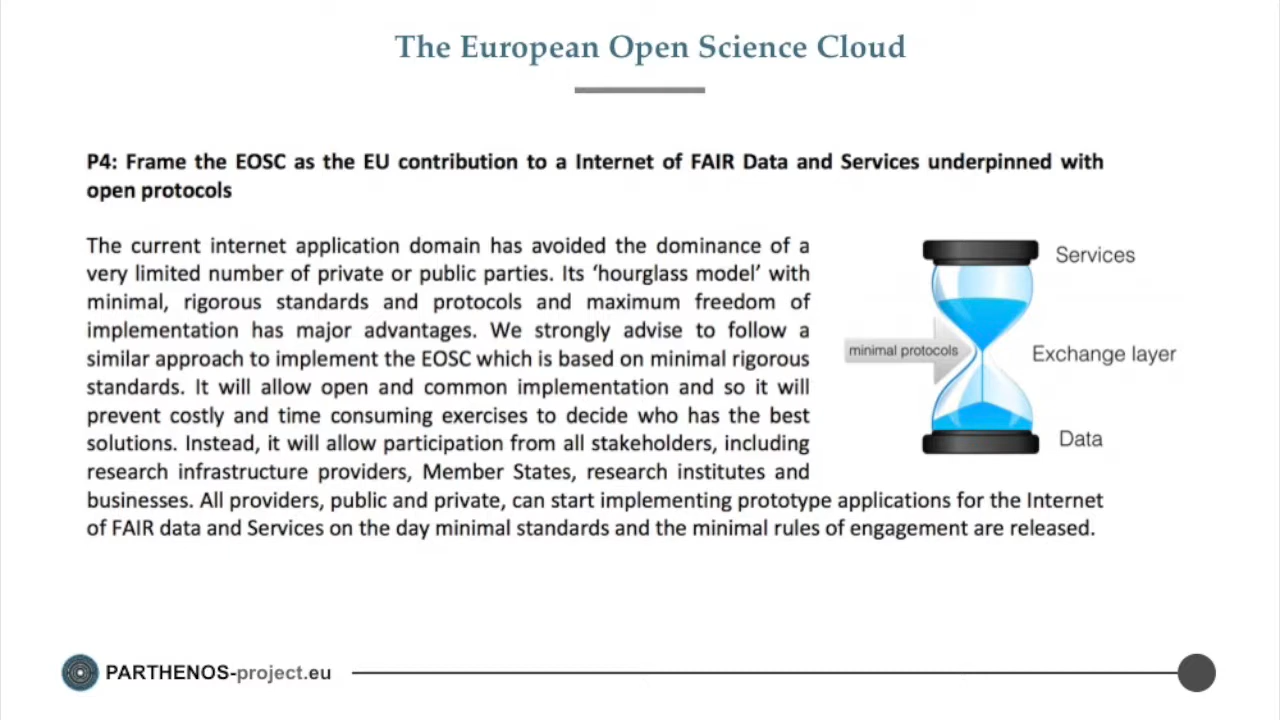 The European Open Science Cloud
P4: Frame the EOSC as the EU contribution to a Internet of FAIR Data and Services underpinned with
open protocols
The current internet application domain has avoided the dominance of a
very limited number of private or public parties. Its ‘hourglass model’ with
minimal, rigorous standards and protocols and maximum freedom of
implementation has major advantages. We strongly advise to follow a
similar approach to implement the EOSC which is based on minimal rigorous
standards. It will allow open and common implementation and so it will
prevent costly and time consuming exercises to decide who has the best
solutions. Instead, it will allow participation from all stakeholders, including
research infrastructure providers, Member States, research institutes and
businesses. All providers, public and private, can start implementing prototype applications for the Internet
of FAIR data and Services on the day minimal standards and the minimal rules of engagement are released.
Services
minimal protocols
Exchange layer
Data
PARTHENOS-project.eu